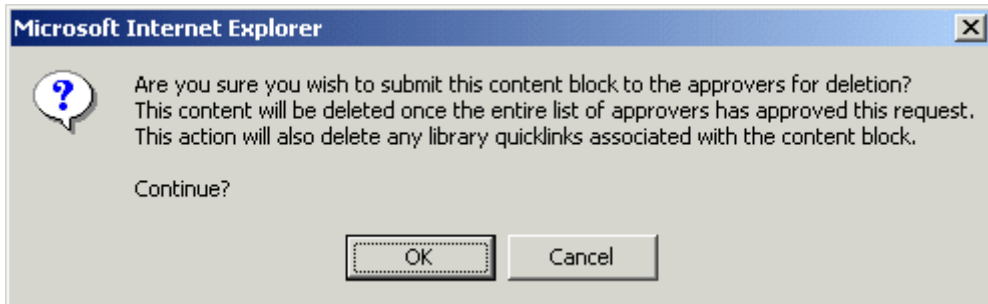 Microsoft Internet Explorer
Are you sure you wish to submit this content block to the approvers for deletion?
This content will be deleted once the entire list of approvers has approved this request.
This action will also delete any library quicklinks associated with the content block.
Continue?
OK
Cancel